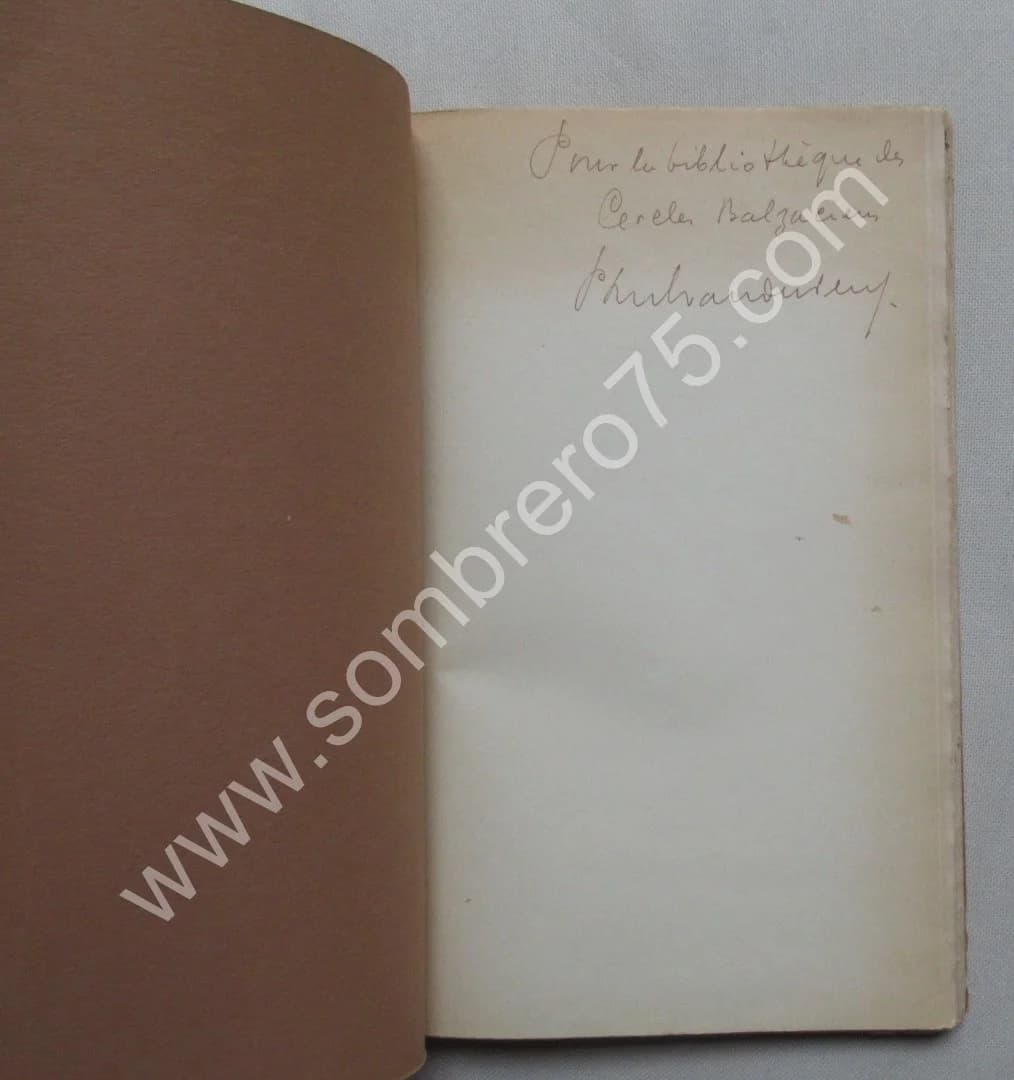 Pour la bibliothèque des
Cercles Balzaciens
www.sombrero75.com